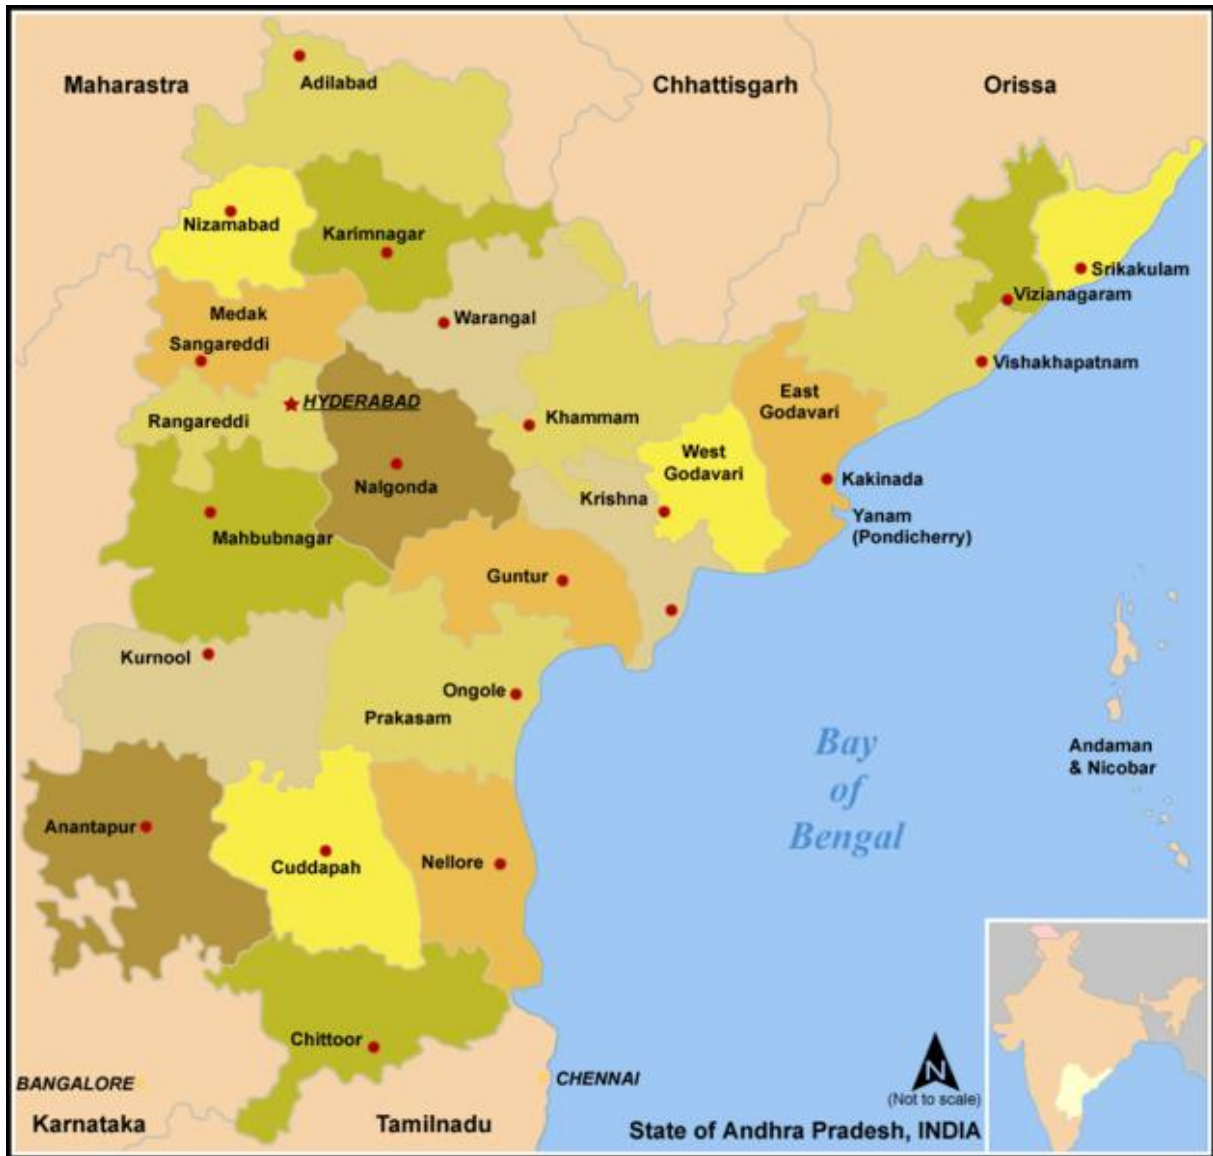 Maharastra
Adilabad
Chhattisgarh
Orissa
Nizamabad
Karimnagar
Srikakulam
Vizianagaram
Medak
Warangal
Sangareddi
Vishakhapatnam
HYDERABAD
East
Godavari
Rangareddi
Khammam
West
Godavari
Nalgonda
Krishna
Kakinada
Yanam
(Pondicherry)
Mahbubnagar
Guntur
Kurnool
Ongole
Prakasam
Bay
of
Bengal
Andaman
& Nicobar
Anantapur
Cuddapah
Nellore
Chittoor
BANGALORE
CHENNAI
N
(Not to scale)
Karnataka
Tamilnadu
State of Andhra Pradesh, INDIA